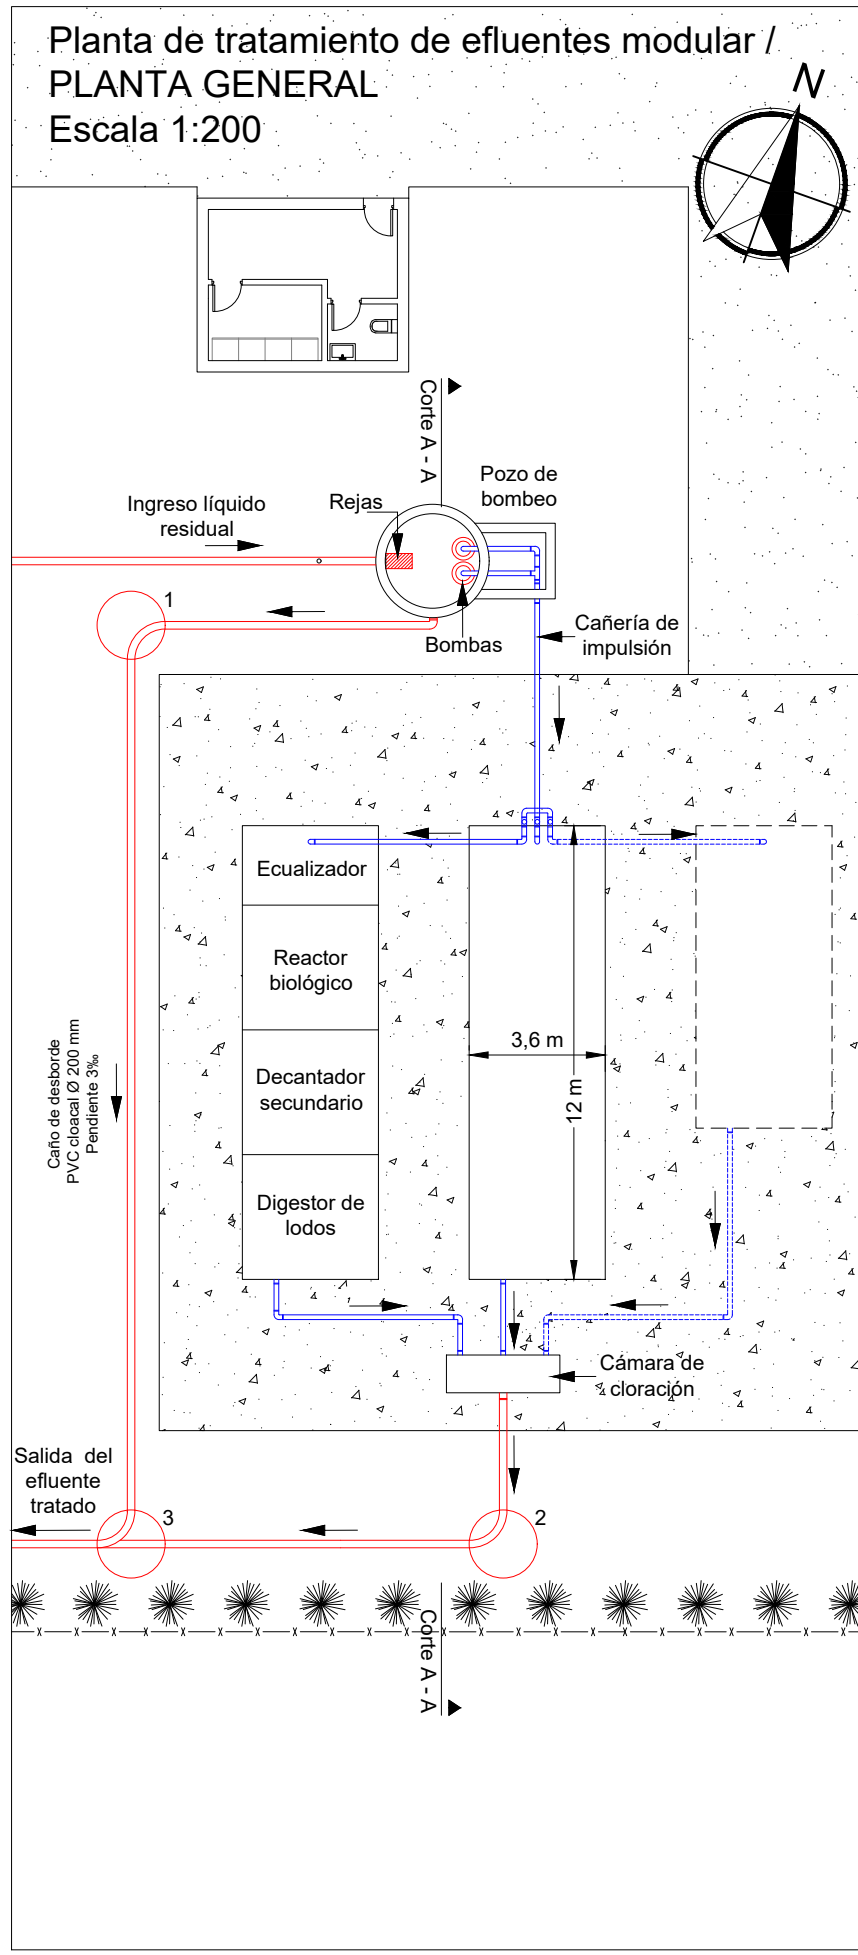 Planta de tratamiento de efluentes modular /
PLANTA GENERAL
Escala 1:200
N
Corte A - A
Pozo de
bombeo
Ingreso líquido
residual
Rejas
1
Bombas
Cañería de
impulsión
Ecualizador
Reactor
biológico
Decantador
secundario
Digestor de
lodos
3,6 m
12 m
Caño de desborde
PVC cloacal Ø 200 mm
Pendiente 3‰
Cámara de
cloración
Salida del
efluente
tratado
3
2
Corte A - A